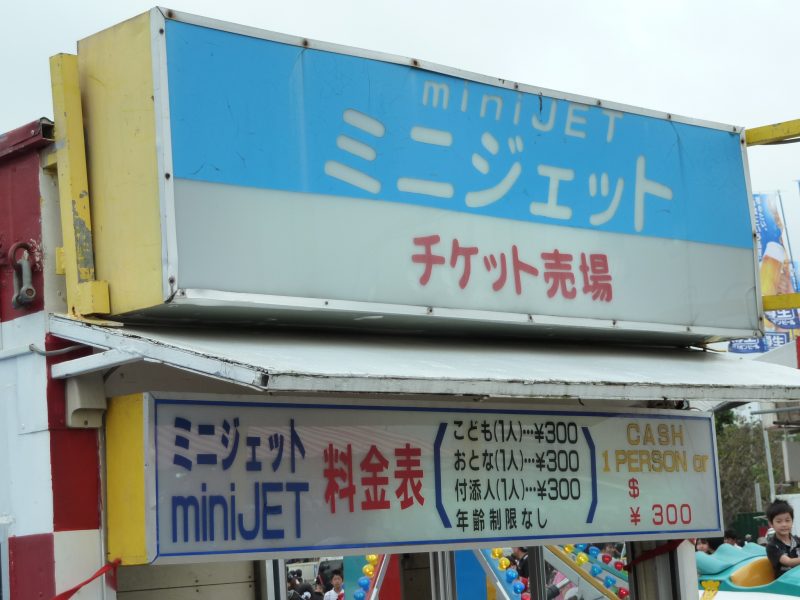 miniJET
ミニジェット
チケット売場
ミニジェット
miniJET
料金表
こども(1人)…¥300
おとな(1人)…¥300
付添人(1人)…¥300
年齢制限なし
CASH
1 PERSON or
$
¥ 300